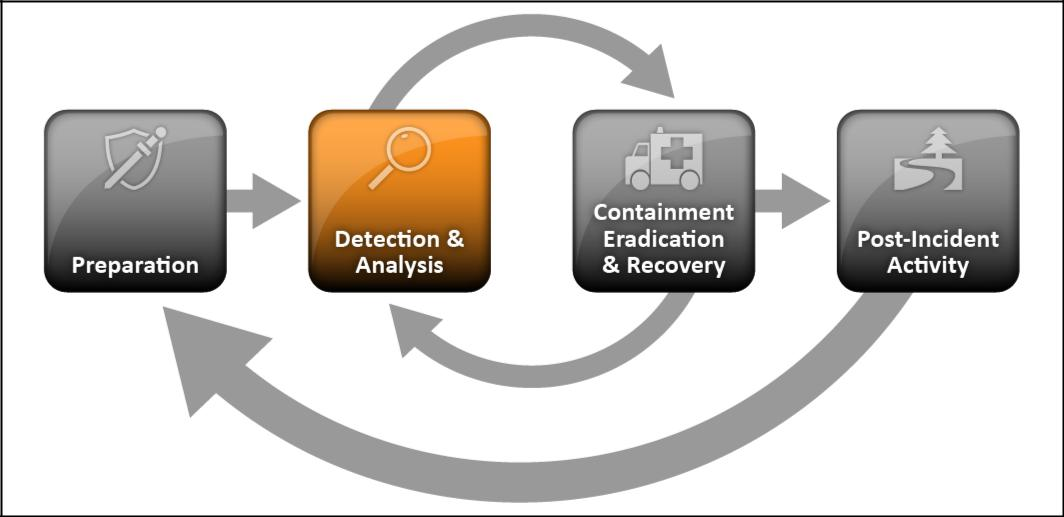 Preparation
Detection &
Analysis
Containment
Eradication
& Recovery
Post-Incident
Activity